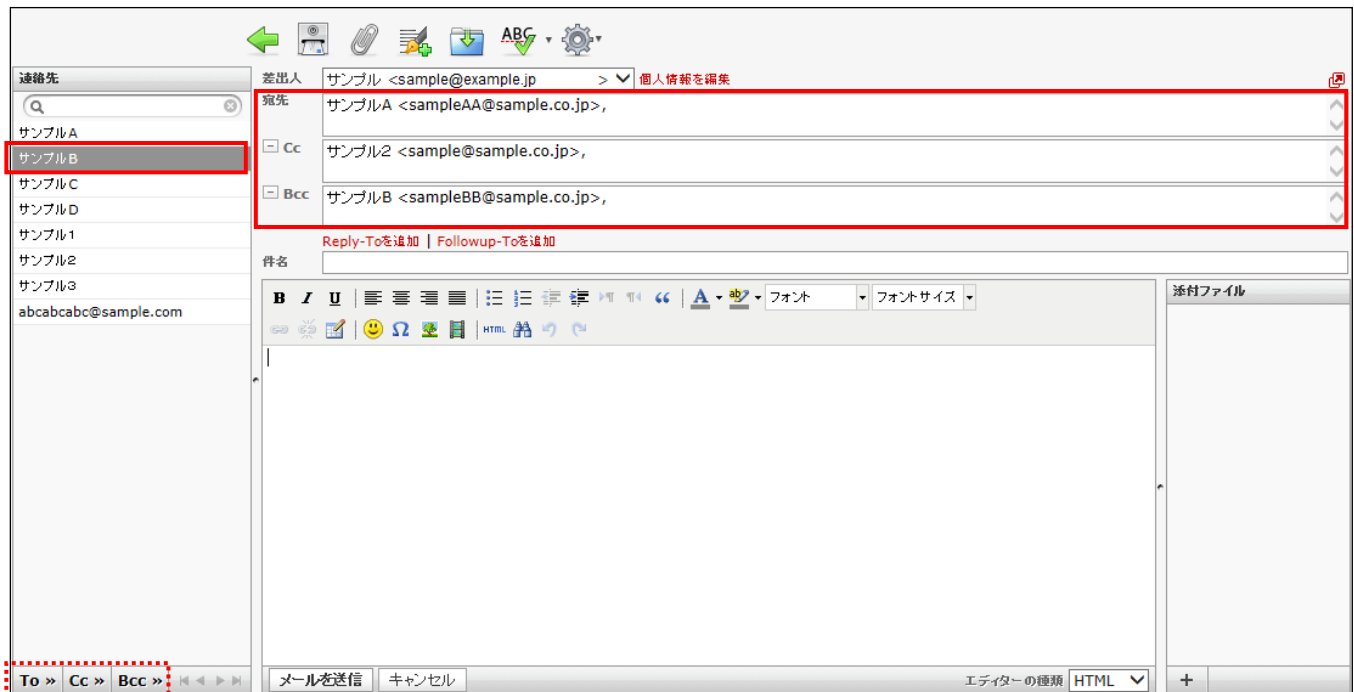 ABC
連絡先
サンプルA
サンプルB
サンプルC
サンプルD
サンプル1
サンプル2
サンプル3
abcabcabc@sample.com
To » Cc » Bcc »
差出人 サンプル <sample@example.jp > 個人情報を編集
宛先 サンプルA <sampleAA@sample.co.jp>,
Cc サンプル2 <sample@sample.co.jp>,
Bcc サンプルB <sampleBB@sample.co.jp>,
Reply-Toを追加 | Followup-Toを追加
件名
B I U A ab フォント フォントサイズ
Ω HTML
メールを送信 キャンセル エディターの種類 HTML
添付ファイル
+